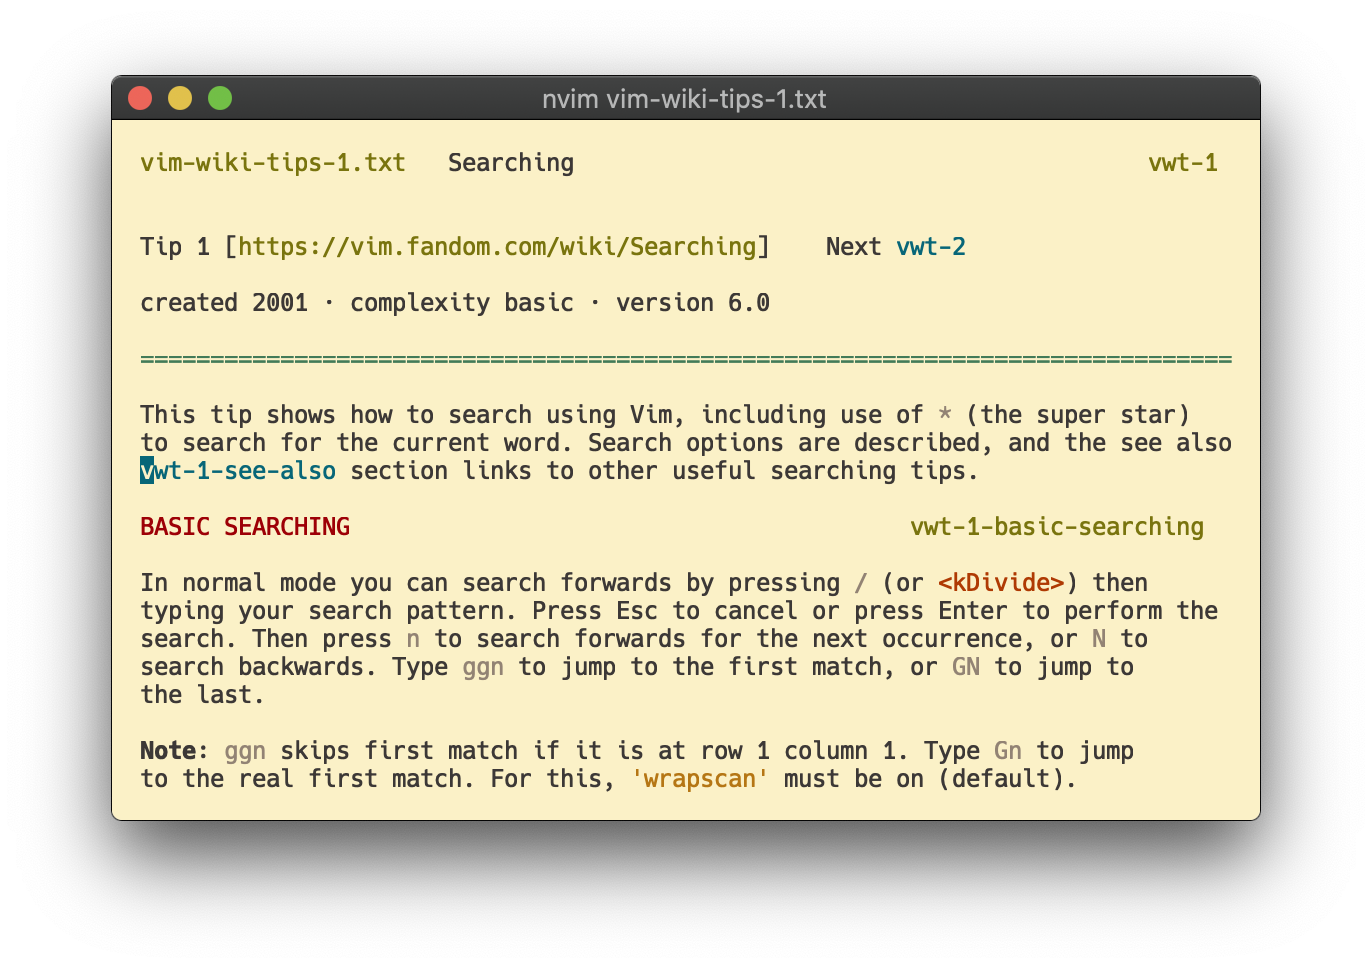 nvim vim-wiki-tips-1.txt
vim-wiki-tips-1.txt   Searching                                         vwt-1
Tip 1 [https://vim.fandom.com/wiki/Searching]    Next vwt-2
created 2001 · complexity basic · version 6.0
==============================================================================
This tip shows how to search using Vim, including use of * (the super star)
to search for the current word. Search options are described, and the see also
vwt-1-see-also section links to other useful searching tips.
BASIC SEARCHING                                        vwt-1-basic-searching
In normal mode you can search forwards by pressing / (or <kDivide>) then
typing your search pattern. Press Esc to cancel or press Enter to perform the
search. Then press n to search forwards for the next occurrence, or N to
search backwards. Type ggn to jump to the first match, or GN to jump to
the last.
Note: ggn skips first match if it is at row 1 column 1. Type Gn to jump
to the real first match. For this, 'wrapscan' must be on (default).